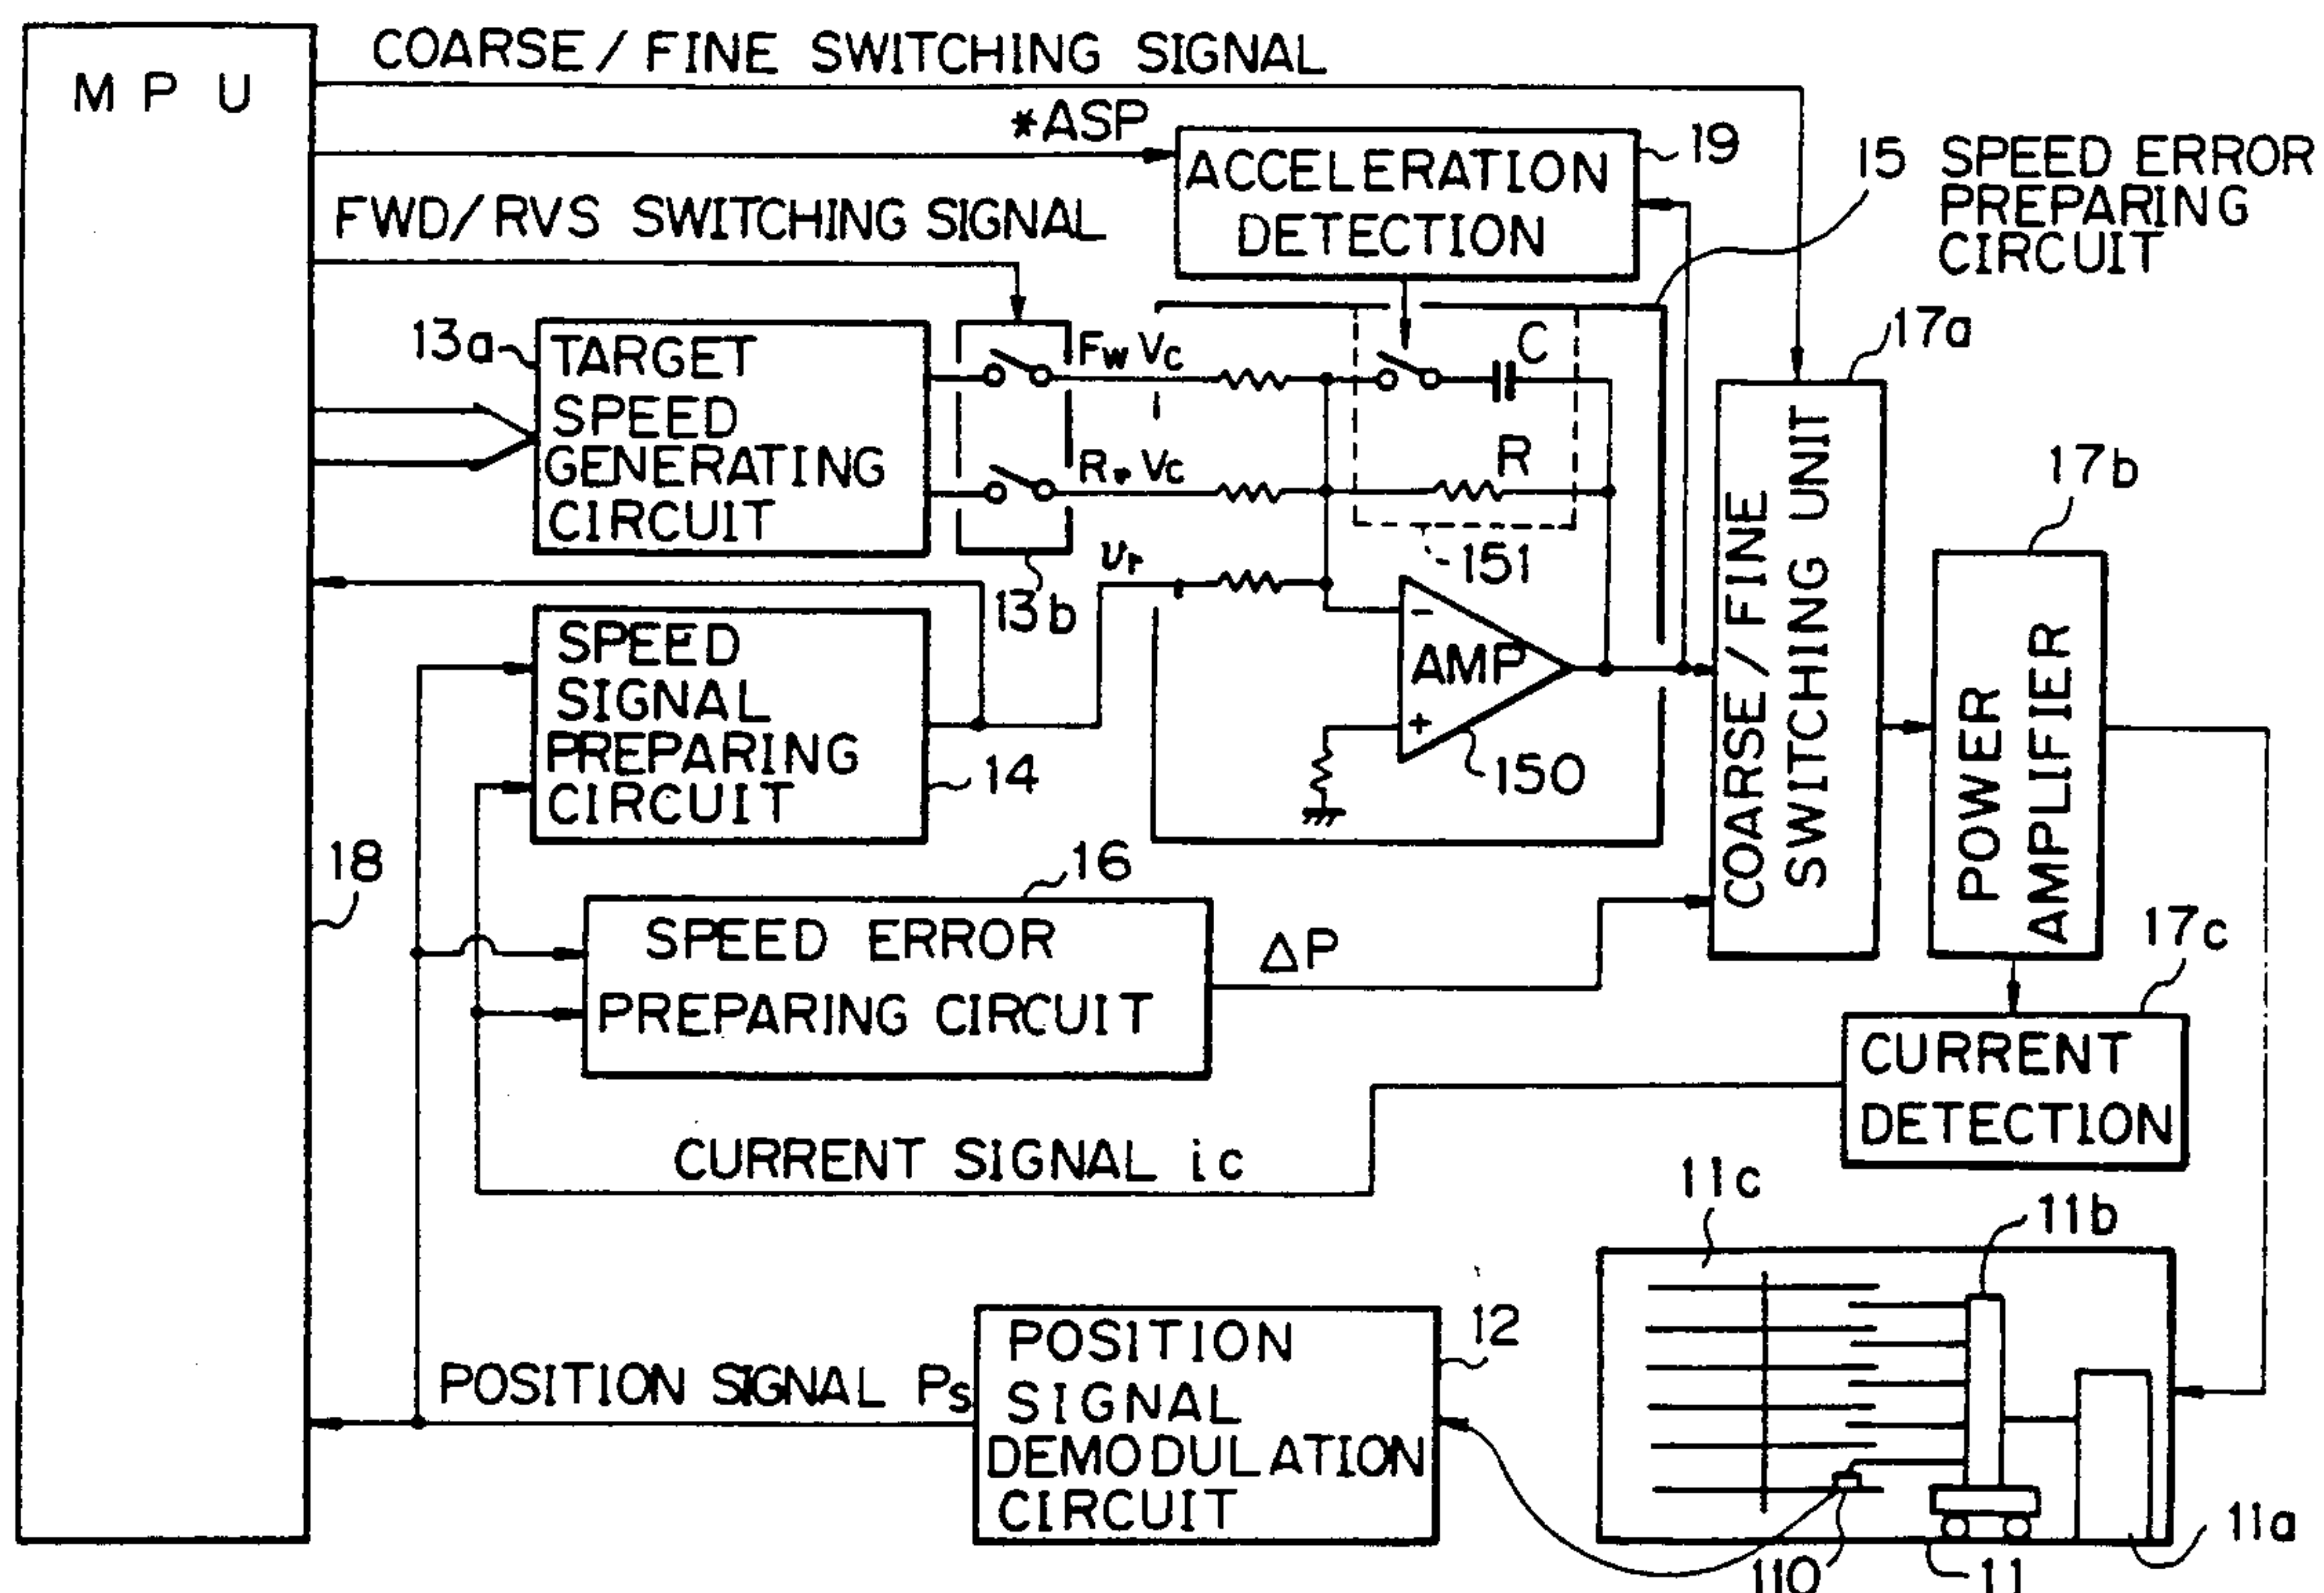 COARSE/FINE SWITCHING SIGNAL
MPU
*ASP
19
ACCELERATION
DETECTION
15 SPEED ERROR
PREPARING
CIRCUIT
FWD/RVS SWITCHING SIGNAL
17a
13a
TARGET
SPEED
GENERATING
CIRCUIT
Fw Vc
C
Rr Vc
R
17b
151
vr
13b
COARSE/FINE
SWITCHING UNIT
SPEED
SIGNAL
PREPARING
CIRCUIT
14
-
AMP
+
150
POWER
AMPLIFIER
18
16
SPEED ERROR
PREPARING CIRCUIT
ΔP
17c
CURRENT
DETECTION
CURRENT SIGNAL ic
11c
11b
12
POSITION
SIGNAL
DEMODULATION
CIRCUIT
POSITION SIGNAL Ps
110
11
11a